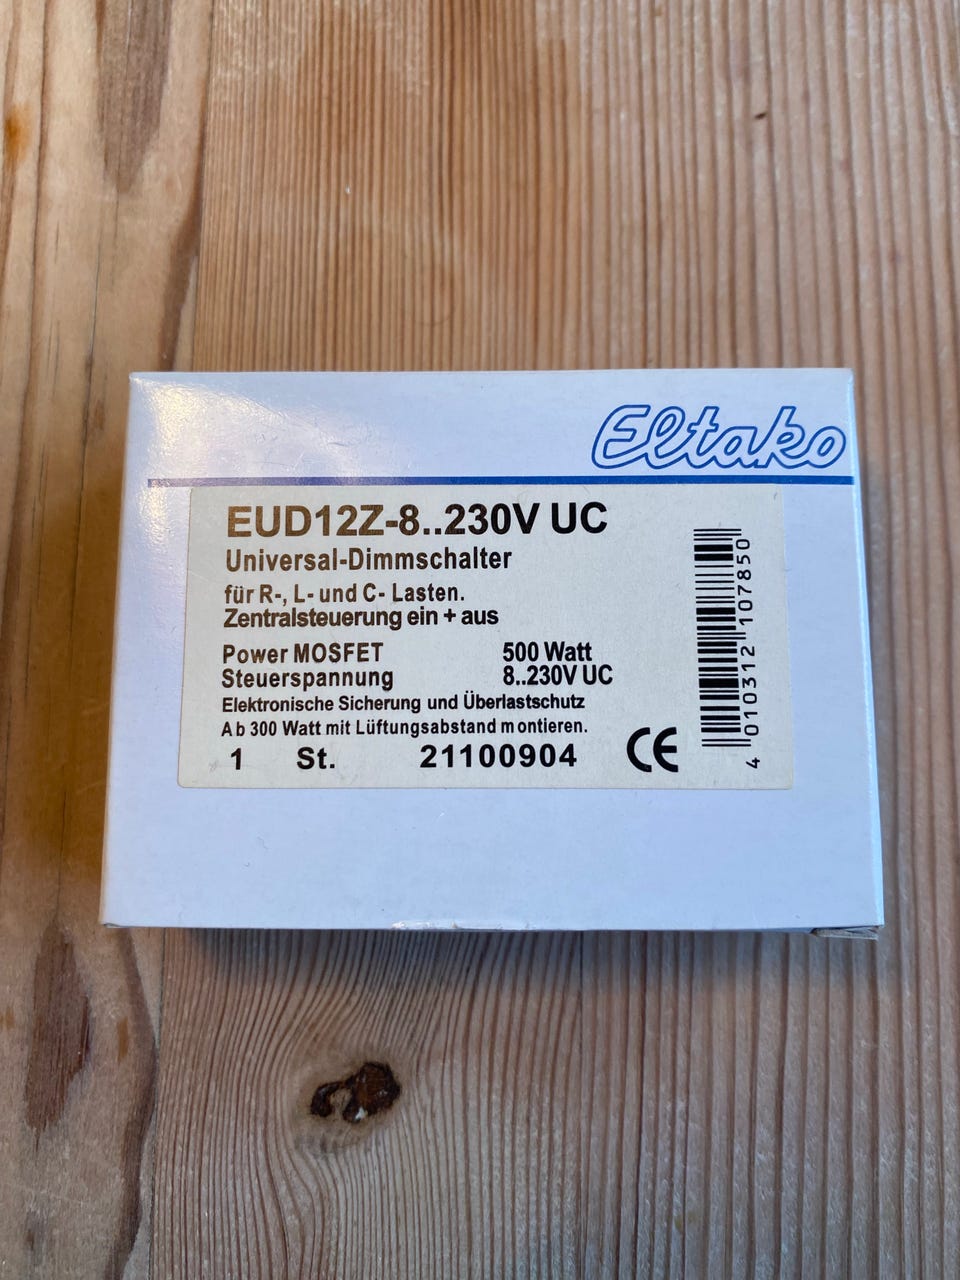 Eltako
EUD12Z-8..230V UC
Universal-Dimmschalter
für R-, L- und C- Lasten.
Zentralsteuerung ein + aus
Power MOSFET 500 Watt
Steuerspannung 8..230V UC
Elektronische Sicherung und Überlastschutz
Ab 300 Watt mit Lüftungsabstand montieren.
1 St. 21100904 CE
4 010312 107850